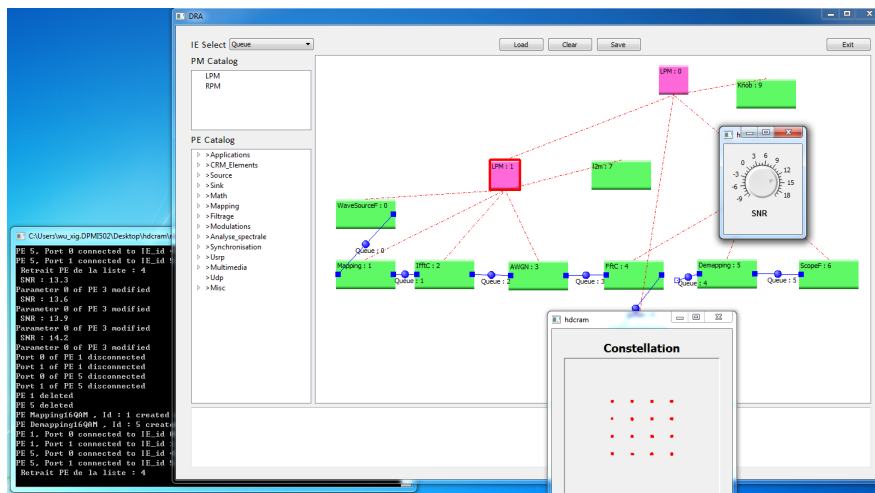 DRA
IE Select Queue
Load Clear Save Exit
PM Catalog
LPM
RPM
PE Catalog
>Applications
>CRM_Elements
>Source
>Sink
>Math
>Mapping
>Filtrage
>Modulations
>Analyse_spectrale
>Synchronisation
>Usrp
>Multimedia
>Udp
>Misc
LPM : 0
Knob : 9
LPM : 1
I2m : 7
WaveSourceF : 0
Queue : 0
Mapping : 1
IfftC : 2
AWGN : 3
FftC : 4
Demapping : 5
ScopeF : 6
Queue : 1
Queue : 2
Queue : 3
Queue : 4
Queue : 5
-9 -6 -3 0 3 6 9 12 15 18
SNR
hdcram
Constellation
C:\Users\wu_xig.DPMI502\Desktop\hdcram\
PE 5, Port 0 connected to IE_id
PE 5, Port 1 connected to IE_id
Retrait PE de la liste : 4
SNR : 13.3
Parameter 0 of PE 3 modified
SNR : 13.6
Parameter 0 of PE 3 modified
SNR : 13.9
Parameter 0 of PE 3 modified
SNR : 14.2
Parameter 0 of PE 3 modified
Port 0 of PE 1 disconnected
Port 1 of PE 1 disconnected
Port 0 of PE 5 disconnected
Port 1 of PE 5 disconnected
PE 1 deleted
PE 5 deleted
PE Mapping16QAM , Id : 1 created
PE Demapping16QAM , Id : 5 creat
PE 1, Port 0 connected to IE_id
PE 1, Port 1 connected to IE_id
PE 5, Port 0 connected to IE_id
PE 5, Port 1 connected to IE_id
Retrait PE de la liste : 4